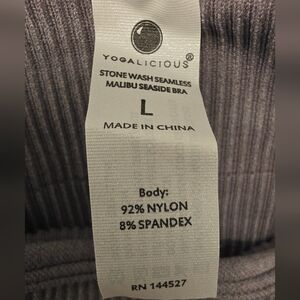 YOGALICIOUS®
STONE WASH SEAMLESS
MALIBU SEASIDE BRA
L
MADE IN CHINA
Body:
92% NYLON
8% SPANDEX
RN 144527